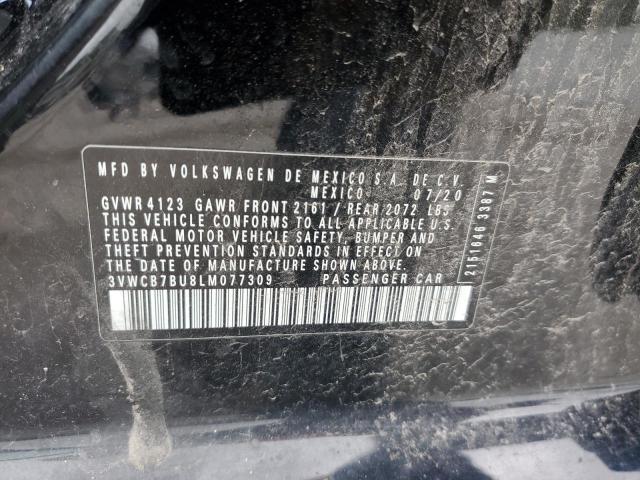 MFD BY VOLKSWAGEN DE MEXICO S.A. DE C.V.
MEXICO 07/20
GVWR 4123 GAWR FRONT 2161 / REAR 2072 LBS
THIS VEHICLE CONFORMS TO ALL APPLICABLE U.S.
FEDERAL MOTOR VEHICLE SAFETY, BUMPER AND
THEFT PREVENTION STANDARDS IN EFFECT ON
THE DATE OF MANUFACTURE SHOWN ABOVE
3VWCB7BU8LM077309 PASSENGER CAR
2151646 3387 M